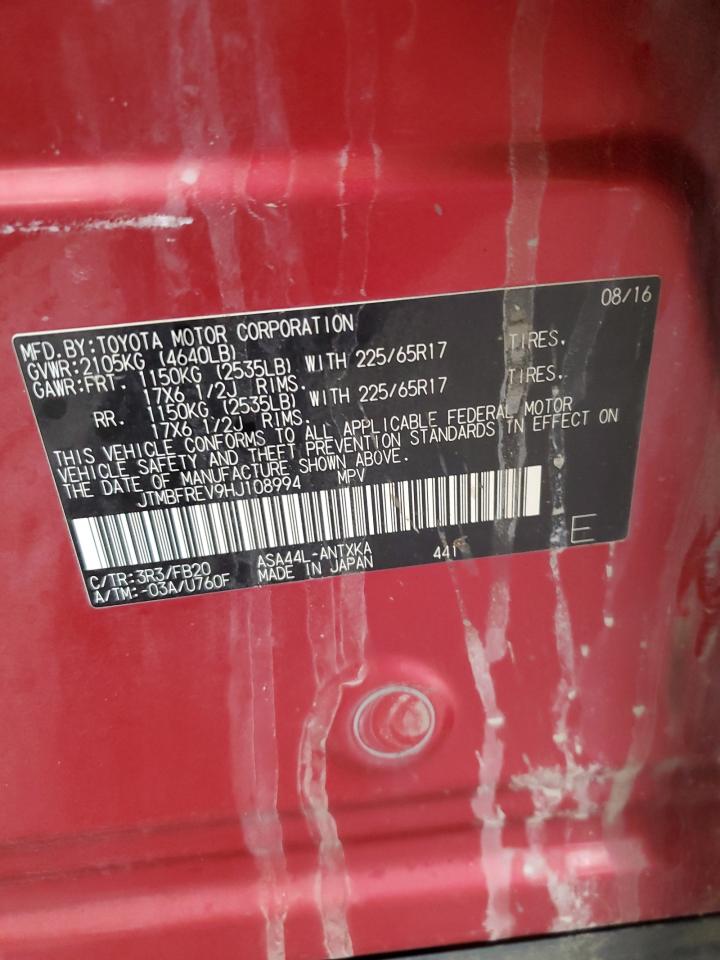 08/16
MFD.BY:TOYOTA MOTOR CORPORATION
GVWR:2105KG (4640LB)
GAWR:FRT. 1150KG (2535LB) WITH 225/65R17 TIRES.
17X6 1/2J RIMS.
RR. 1150KG (2535LB) WITH 225/65R17 TIRES.
17X6 1/2J RIMS.
THIS VEHICLE CONFORMS TO ALL APPLICABLE FEDERAL MOTOR
VEHICLE SAFETY AND THEFT PREVENTION STANDARDS IN EFFECT ON
THE DATE OF MANUFACTURE SHOWN ABOVE.
JTMBFREV9HJ108994 MPV
E
C/TR:3R3/FB20 ASA44L-ANTXKA 441
A/TM:-03A/U760F MADE IN JAPAN